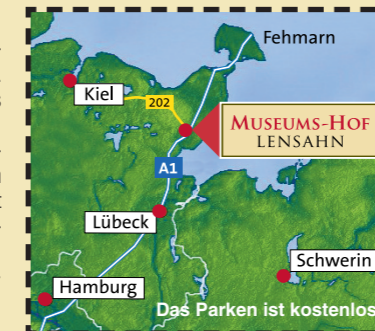 Fehmarn
Kiel
202
MUSEUMS-HOF
LENSAHN
A1
Lübeck
Schwerin
Hamburg
Das Parken ist kostenlos